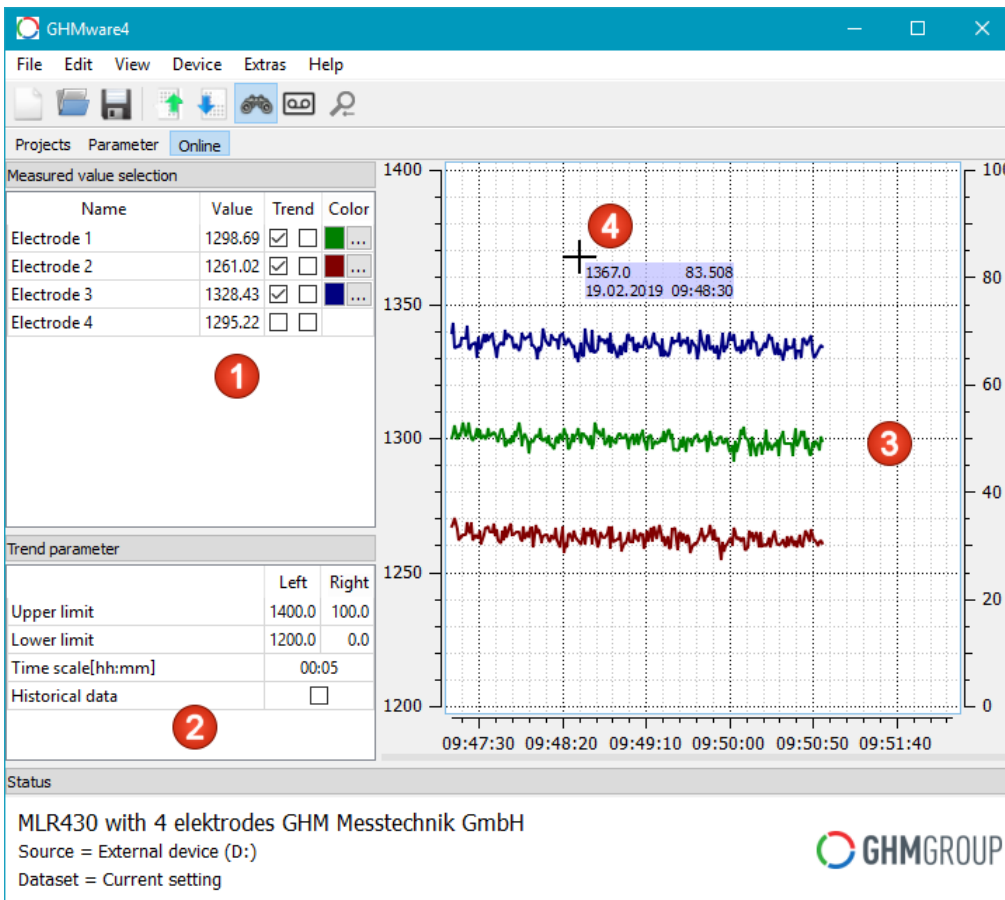 GHMware4
File Edit View Device Extras Help
Projects Parameter Online
Measured value selection
Name Value Trend Color
Electrode 1 1298.69 ...
Electrode 2 1261.02 ...
Electrode 3 1328.43 ...
Electrode 4 1295.22
1
Trend parameter
Left Right
Upper limit 1400.0 100.0
Lower limit 1200.0 0.0
Time scale[hh:mm] 00:05
Historical data
2
1400
1350
1300
1250
1200
4
1367.0 83.508
19.02.2019 09:48:30
3
100
80
60
40
20
0
09:47:30 09:48:20 09:49:10 09:50:00 09:50:50 09:51:40
Status
MLR430 with 4 elektrodes GHM Messtechnik GmbH
Source = External device (D:)
Dataset = Current setting
GHMGROUP